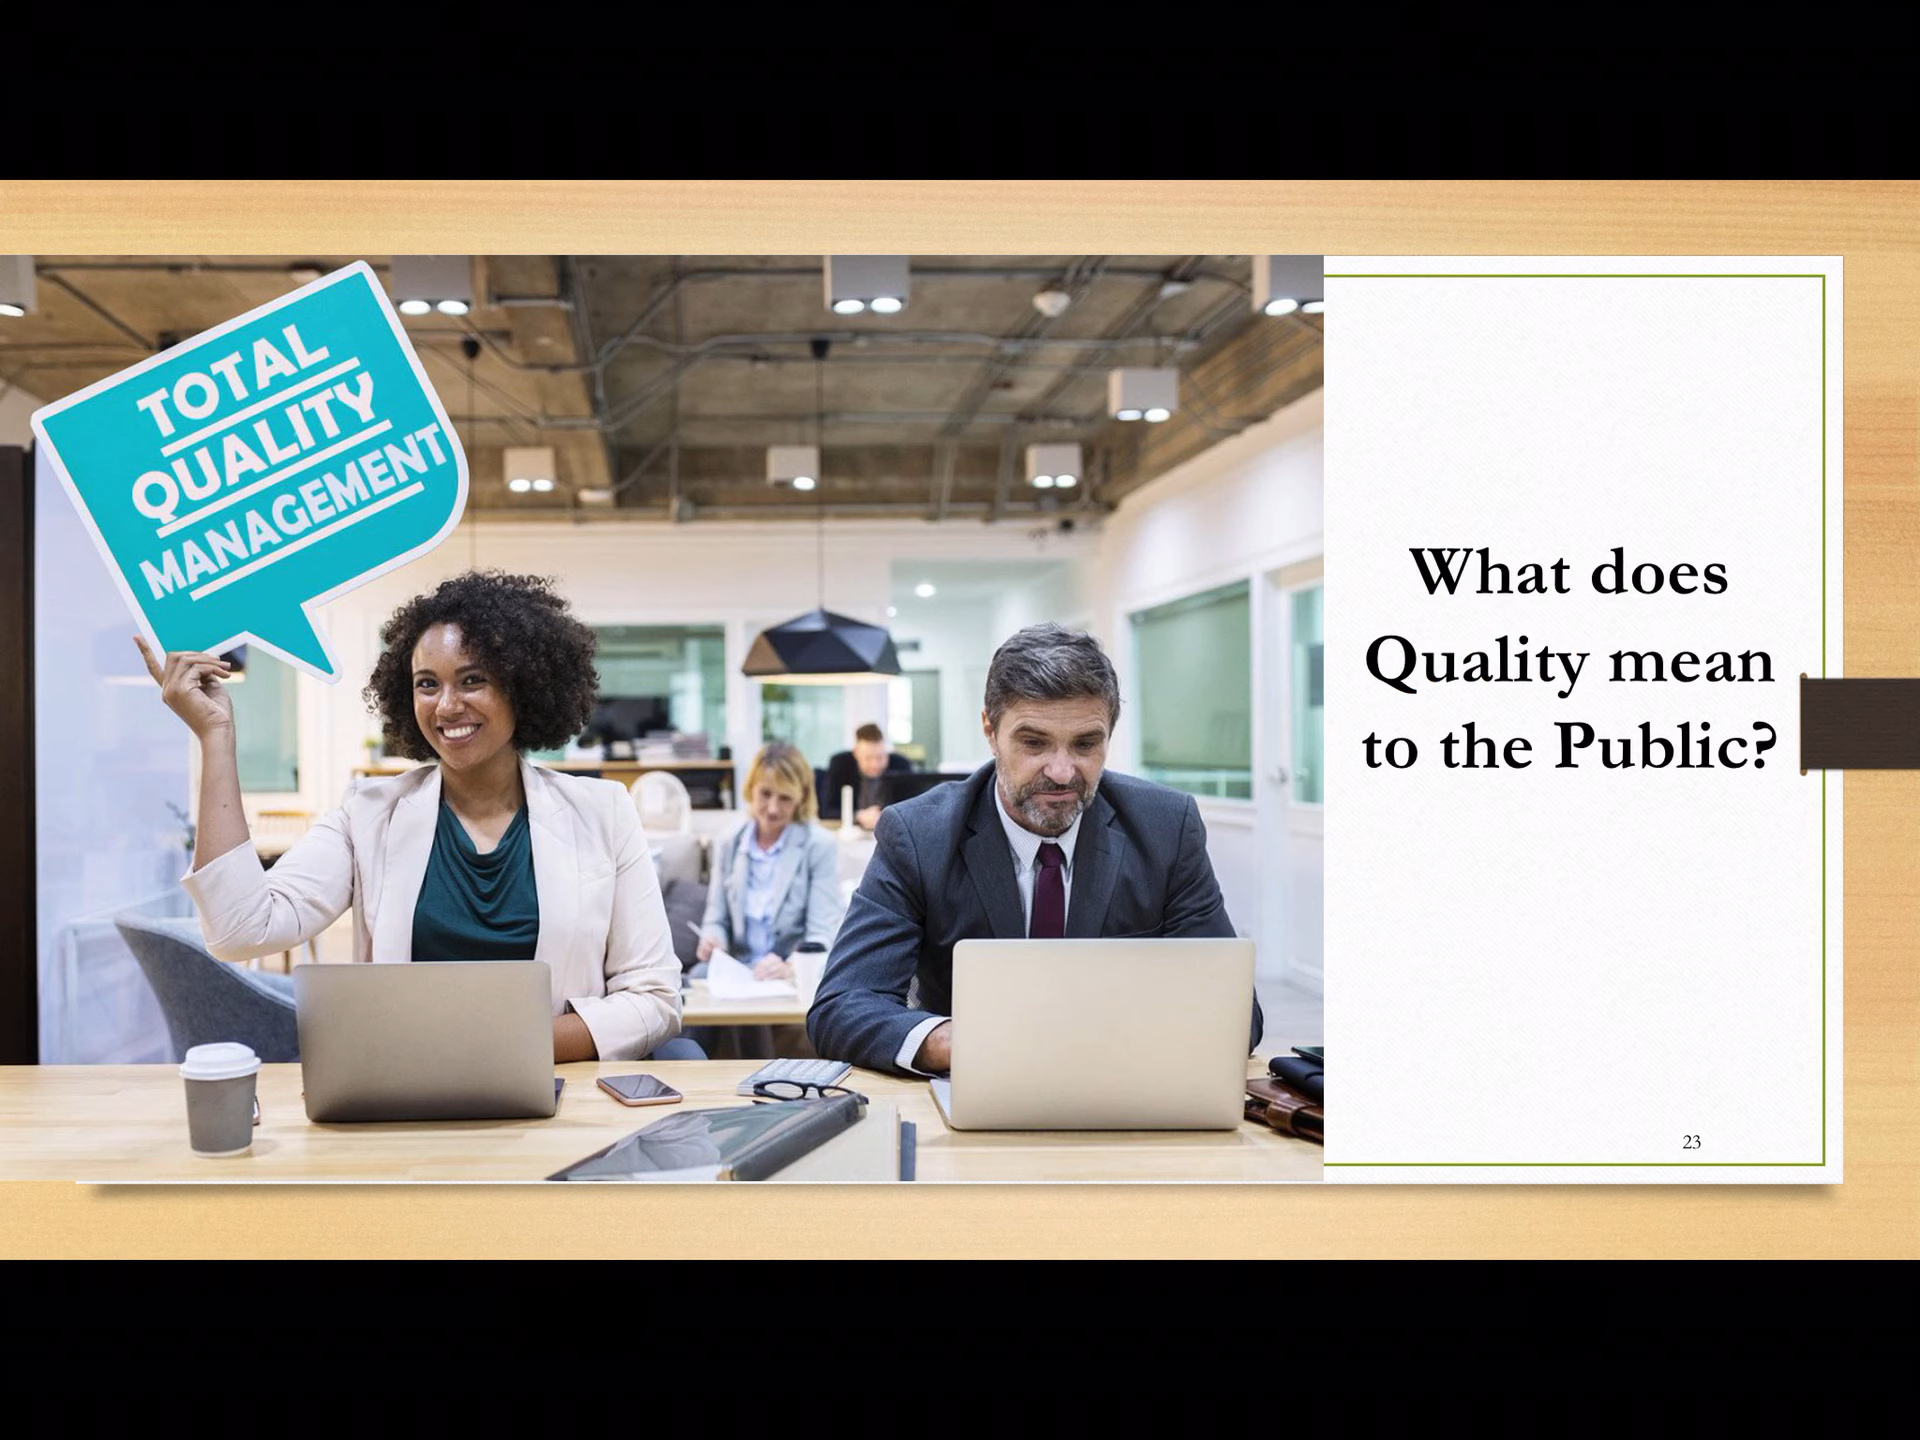 TOTAL
QUALITY
MANAGEMENT
What does
Quality mean
to the Public?
23